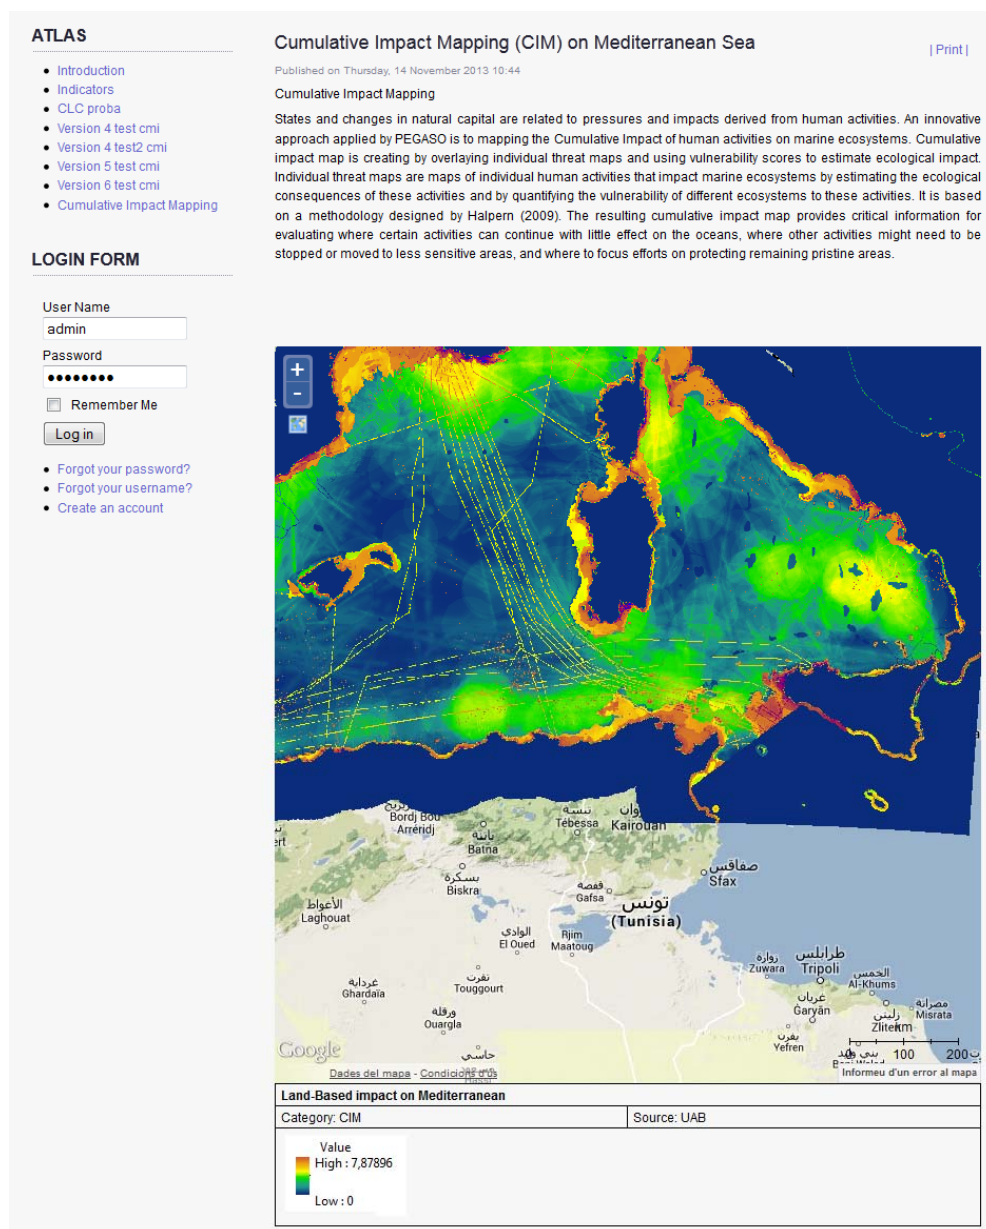 ATLAS
Introduction
Indicators
CLC proba
Version 4 test cmi
Version 4 test2 cmi
Version 5 test cmi
Version 6 test cmi
Cumulative Impact Mapping
LOGIN FORM
User Name
admin
Password
Remember Me
Log in
Forgot your password?
Forgot your username?
Create an account
Cumulative Impact Mapping (CIM) on Mediterranean Sea
| Print |
Published on Thursday, 14 November 2013 10:44
Cumulative Impact Mapping
States and changes in natural capital are related to pressures and impacts derived from human activities. An innovative
approach applied by PEGASO is to mapping the Cumulative Impact of human activities on marine ecosystems. Cumulative
impact map is creating by overlaying individual threat maps and using vulnerability scores to estimate ecological impact.
Individual threat maps are maps of individual human activities that impact marine ecosystems by estimating the ecological
consequences of these activities and by quantifying the vulnerability of different ecosystems to these activities. It is based
on a methodology designed by Halpern (2009). The resulting cumulative impact map provides critical information for
evaluating where certain activities can continue with little effect on the oceans, where other activities might need to be
stopped or moved to less sensitive areas, and where to focus efforts on protecting remaining pristine areas.
+
-
Bordj Bou
Arréridj
باتنة
Batna
تبسة
Tébessa
Kairouan
بسكرة
Biskra
قفصة
Gafsa
صفاقس
Sfax
الأغواط
Laghouat
تونس
(Tunisia)
الوادي
El Oued
Rjim
Maatoug
غرداية
Ghardaïa
تقرت
Touggourt
ورقلة
Ouargla
زوارة
Zuwara
طرابلس
Tripoli
الخمس
Al-Khums
غريان
Garyän
زليتن
Zliten
مصراتة
Misrata
يفرن
Yefren
حاسي
km
0 100 200
Google
Dades del mapa - Condicions d'ús
Informeu d'un error al mapa
Land-Based impact on Mediterranean
Category: CIM
Source: UAB
Value
High : 7,87896
Low : 0